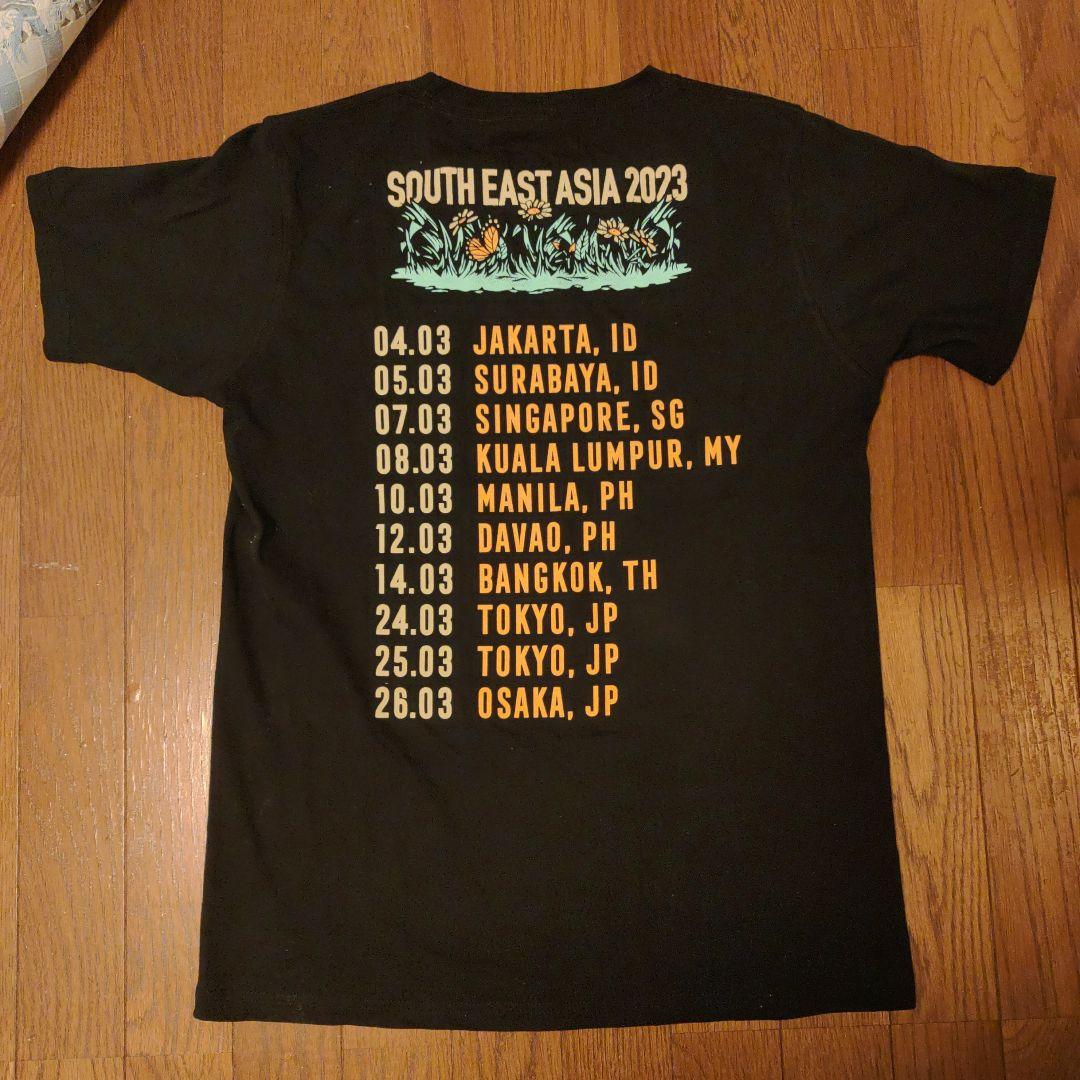 SOUTH EAST ASIA 2023
04.03 JAKARTA, ID
05.03 SURABAYA, ID
07.03 SINGAPORE, SG
08.03 KUALA LUMPUR, MY
10.03 MANILA, PH
12.03 DAVAO, PH
14.03 BANGKOK, TH
24.03 TOKYO, JP
25.03 TOKYO, JP
26.03 OSAKA, JP